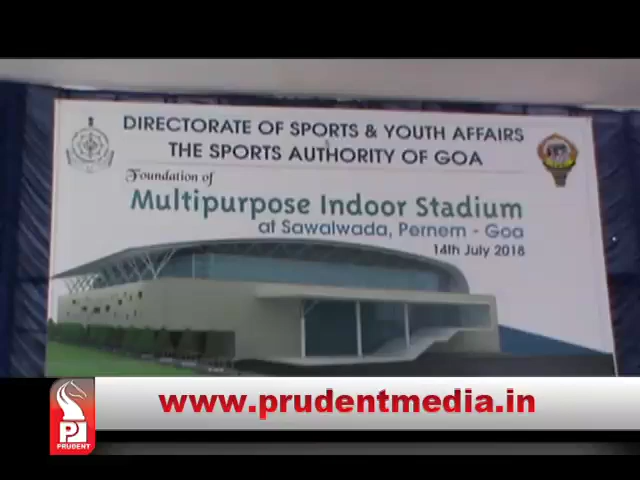 DIRECTORATE OF SPORTS & YOUTH AFFAIRS
THE SPORTS AUTHORITY OF GOA
Foundation of
Multipurpose Indoor Stadium
at Sawalwada, Pernem - Goa
14th July 2018
www.prudentmedia.in
PRUDENT